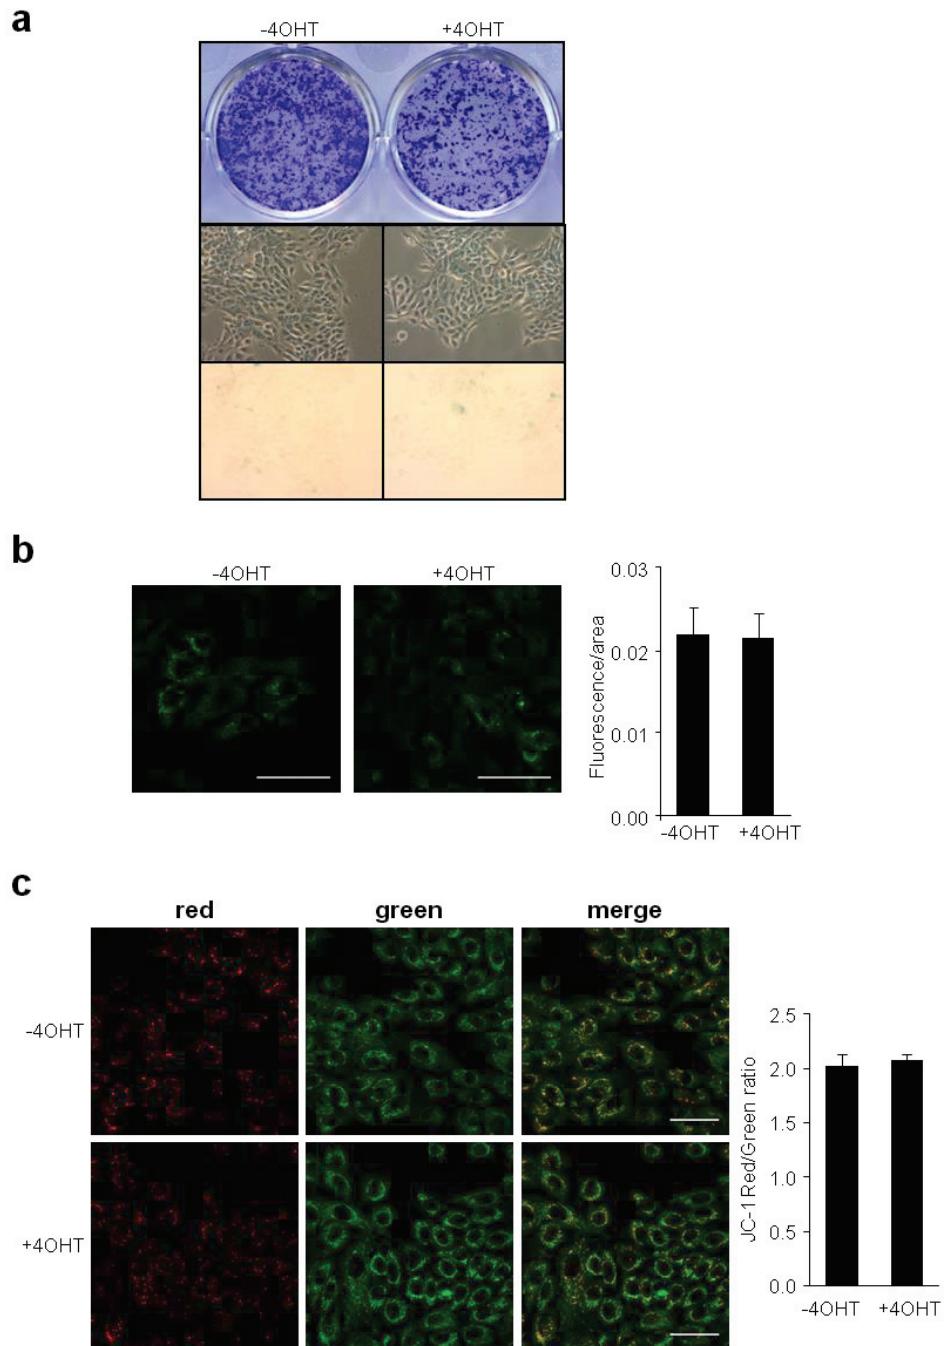 a
-4OHT +4OHT
b
-4OHT +4OHT
Fluorescence/area
0.03
0.02
0.01
0.00
-4OHT +4OHT
c
red green merge
-4OHT
+4OHT
JC-1 Red/Green ratio
2.5
2.0
1.5
1.0
0.5
0.0
-4OHT +4OHT